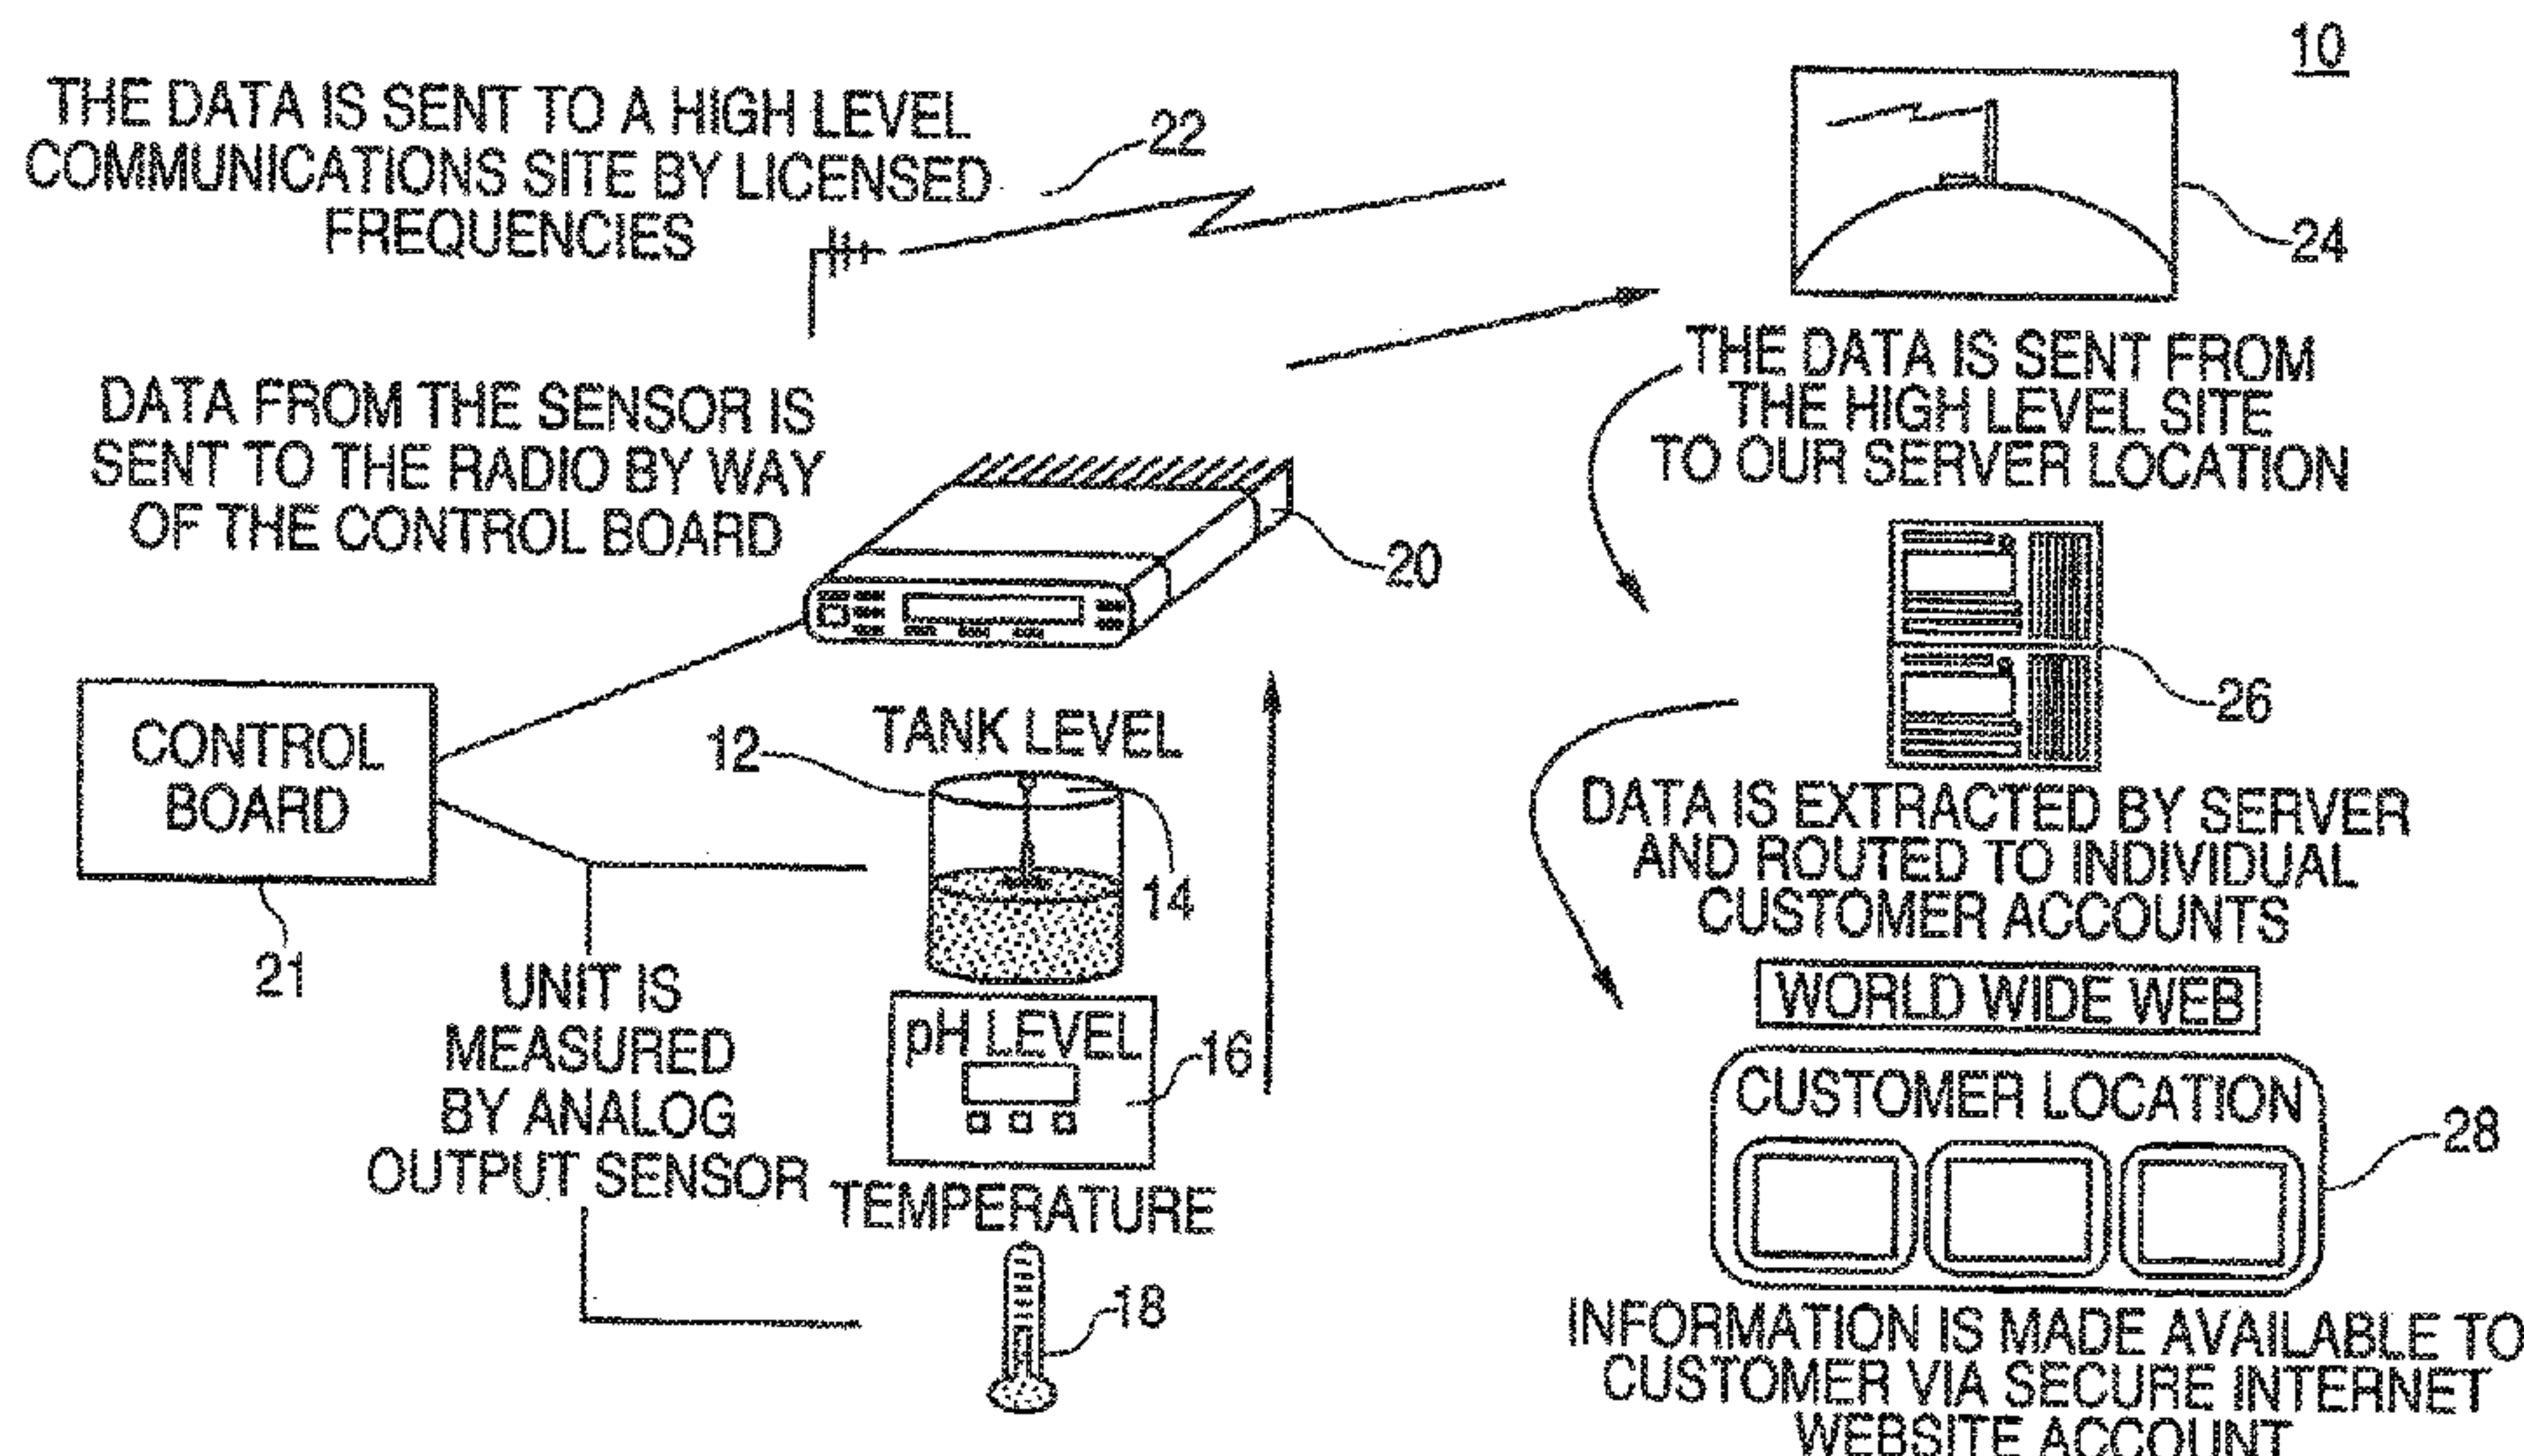 10
THE DATA IS SENT TO A HIGH LEVEL
COMMUNICATIONS SITE BY LICENSED
FREQUENCIES
22
24
DATA FROM THE SENSOR IS
SENT TO THE RADIO BY WAY
OF THE CONTROL BOARD
20
THE DATA IS SENT FROM
THE HIGH LEVEL SITE
TO OUR SERVER LOCATION
26
CONTROL
BOARD
21
12
TANK LEVEL
14
UNIT IS
MEASURED
BY ANALOG
OUTPUT SENSOR
pH LEVEL
16
TEMPERATURE
18
DATA IS EXTRACTED BY SERVER
AND ROUTED TO INDIVIDUAL
CUSTOMER ACCOUNTS
WORLD WIDE WEB
CUSTOMER LOCATION
28
INFORMATION IS MADE AVAILABLE TO
CUSTOMER VIA SECURE INTERNET
WEBSITE ACCOUNT